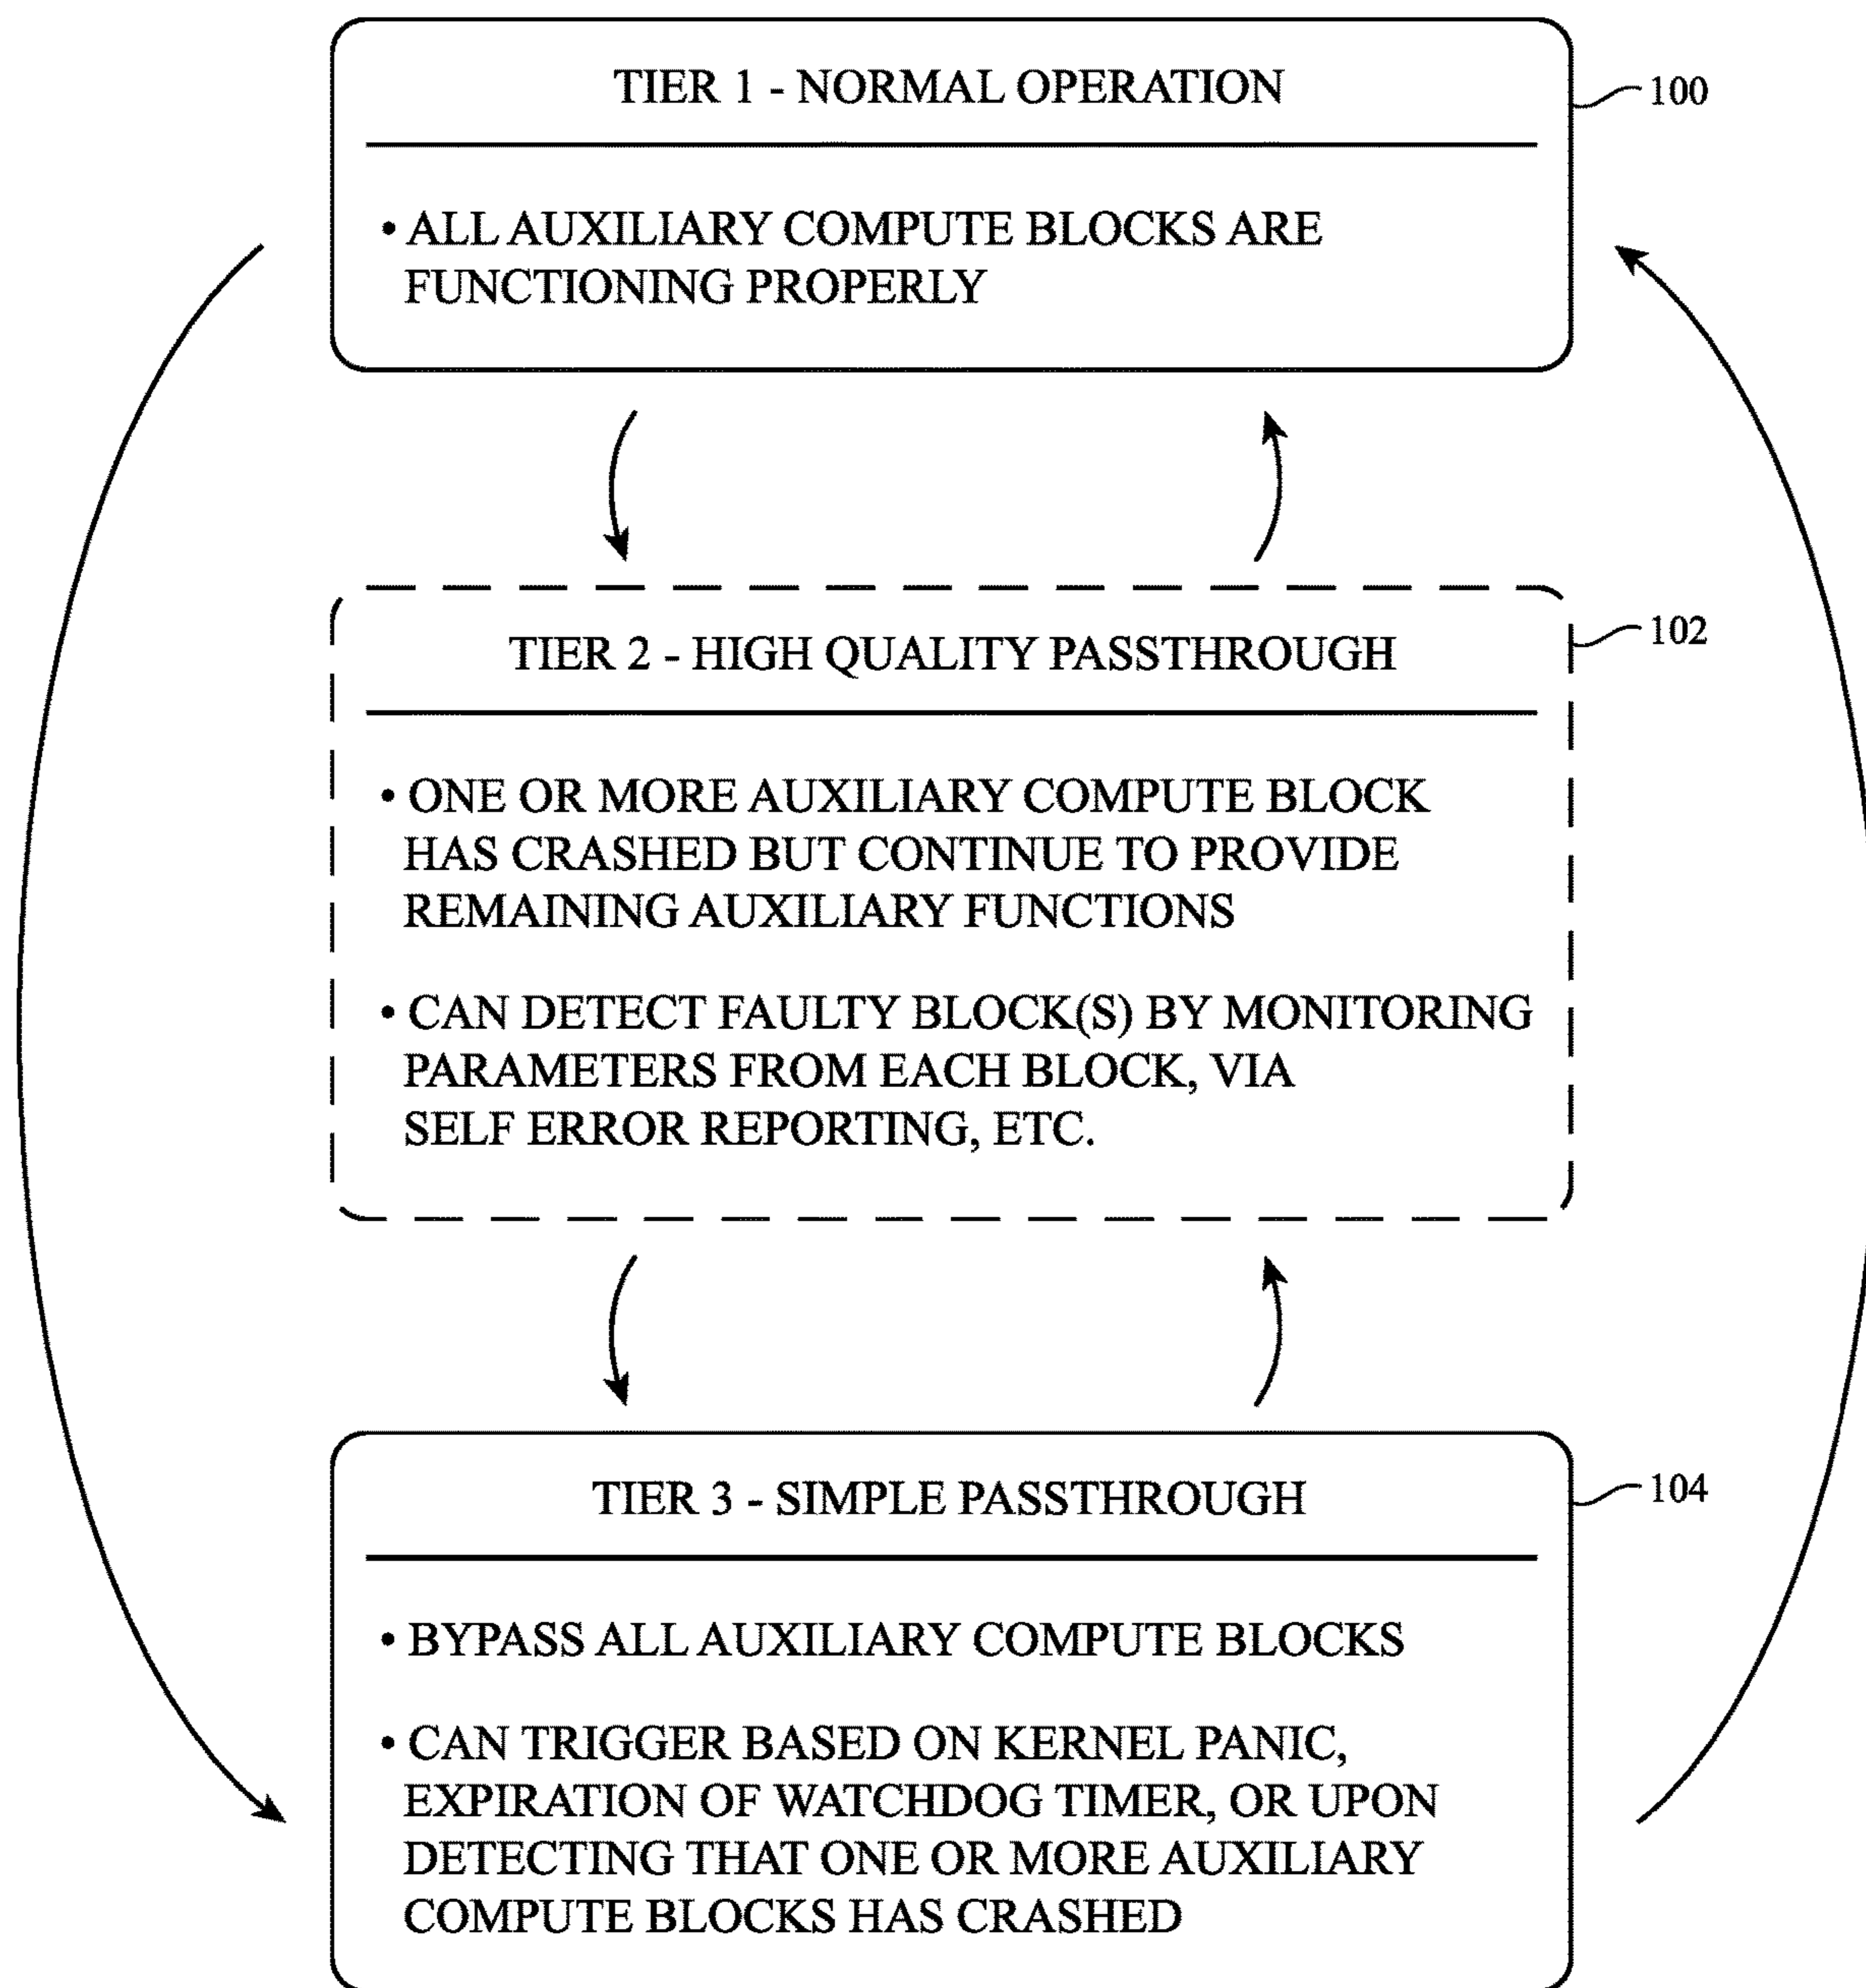 TIER 1 - NORMAL OPERATION
100
• ALL AUXILIARY COMPUTE BLOCKS ARE
FUNCTIONING PROPERLY
TIER 2 - HIGH QUALITY PASSTHROUGH
102
• ONE OR MORE AUXILIARY COMPUTE BLOCK
HAS CRASHED BUT CONTINUE TO PROVIDE
REMAINING AUXILIARY FUNCTIONS
• CAN DETECT FAULTY BLOCK(S) BY MONITORING
PARAMETERS FROM EACH BLOCK, VIA
SELF ERROR REPORTING, ETC.
TIER 3 - SIMPLE PASSTHROUGH
104
• BYPASS ALL AUXILIARY COMPUTE BLOCKS
• CAN TRIGGER BASED ON KERNEL PANIC,
EXPIRATION OF WATCHDOG TIMER, OR UPON
DETECTING THAT ONE OR MORE AUXILIARY
COMPUTE BLOCKS HAS CRASHED